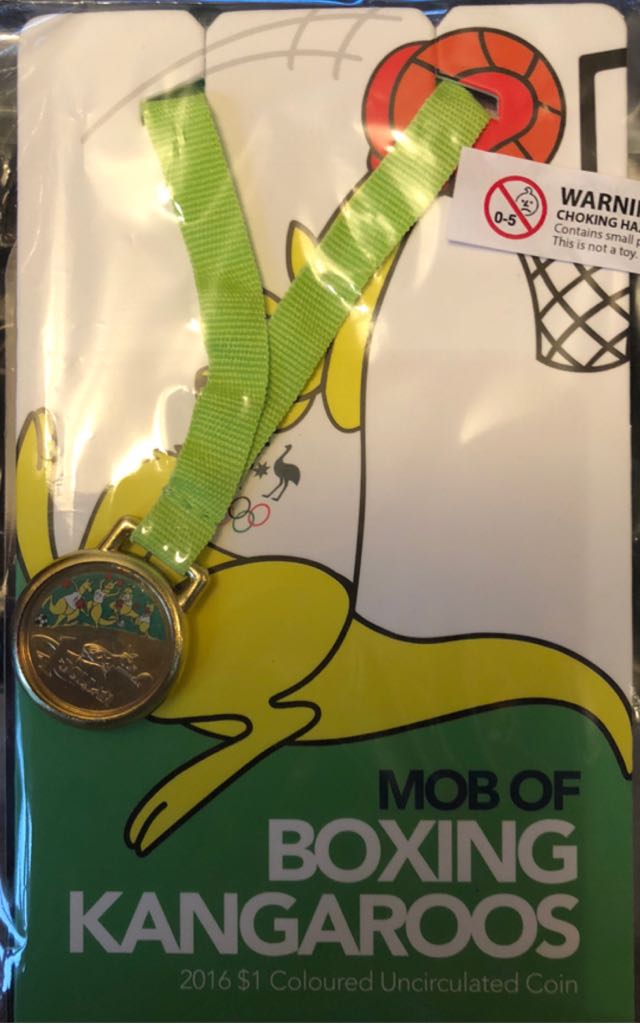 WARNI
CHOKING HA
0-5
Contains small p
This is not a toy.
MOB OF
BOXING
KANGAROOS
2016 $1 Coloured Uncirculated Coin